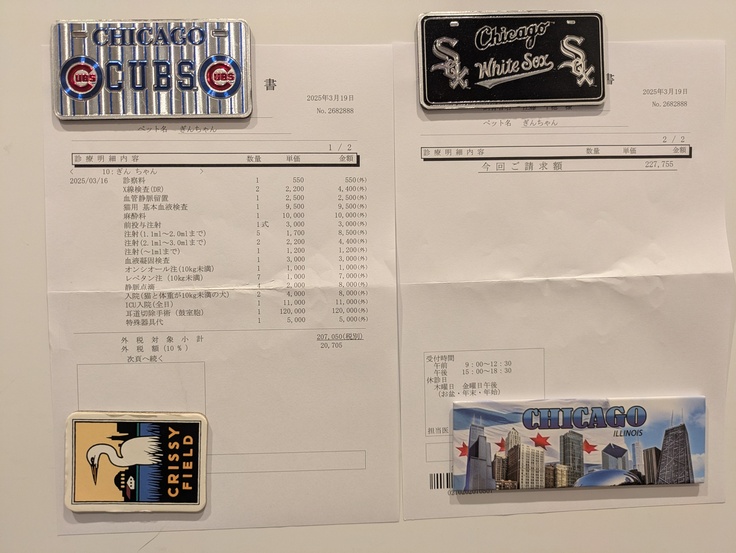 CHICAGO
CUBS
CUBS
CUBS
書
2025年3月19日
No.2682888
ペット名 ぎんちゃん
1 / 2
診療明細内容 数量 単価 金額
< 10:ぎん ちゃん >
2025/03/16 診察料 1 550 550(外)
X線検査(DR) 2 2,200 4,400(外)
血管静脈留置 1 2,500 2,500(外)
猫用 基本血液検査 1 9,500 9,500(外)
麻酔料 1 10,000 10,000(外)
前投与注射 1式 3,000 3,000(外)
注射(1.1ml~2.0mlまで) 5 1,700 8,500(外)
注射(2.1ml~3.0mlまで) 2 2,200 4,400(外)
注射(~1mlまで) 1 1,200 1,200(外)
血液凝固検査 1 3,000 3,000(外)
オンシオール注(10kg未満) 1 1,000 1,000(外)
レペタン注 (10kg未満) 7 1,000 7,000(外)
静脈点滴 4 2,000 8,000(外)
入院(猫と体重が10kg未満の犬) 2 4,000 8,000(外)
ICU入院(全日) 1 11,000 11,000(外)
耳道切除手術 (鼓室胞) 1 120,000 120,000(外)
特殊器具代 1 5,000 5,000(外)
外 税 対 象 小 計 207,050(税別)
外 税 額 (10%) 20,705
次頁へ続く
CRISSY
FIELD
Chicago
White Sox
Sox
Sox
書
2025年3月19日
No.2682888
ペット名 ぎんちゃん
2 / 2
診療明細内容 数量 単価 金額
今回ご請求額 227,755
受付時間
午前 9:00~12:30
午後 15:00~18:30
休診日
木曜日 金曜日午後
(お盆・年末・年始)
担当医
CHICAGO
ILLINOIS